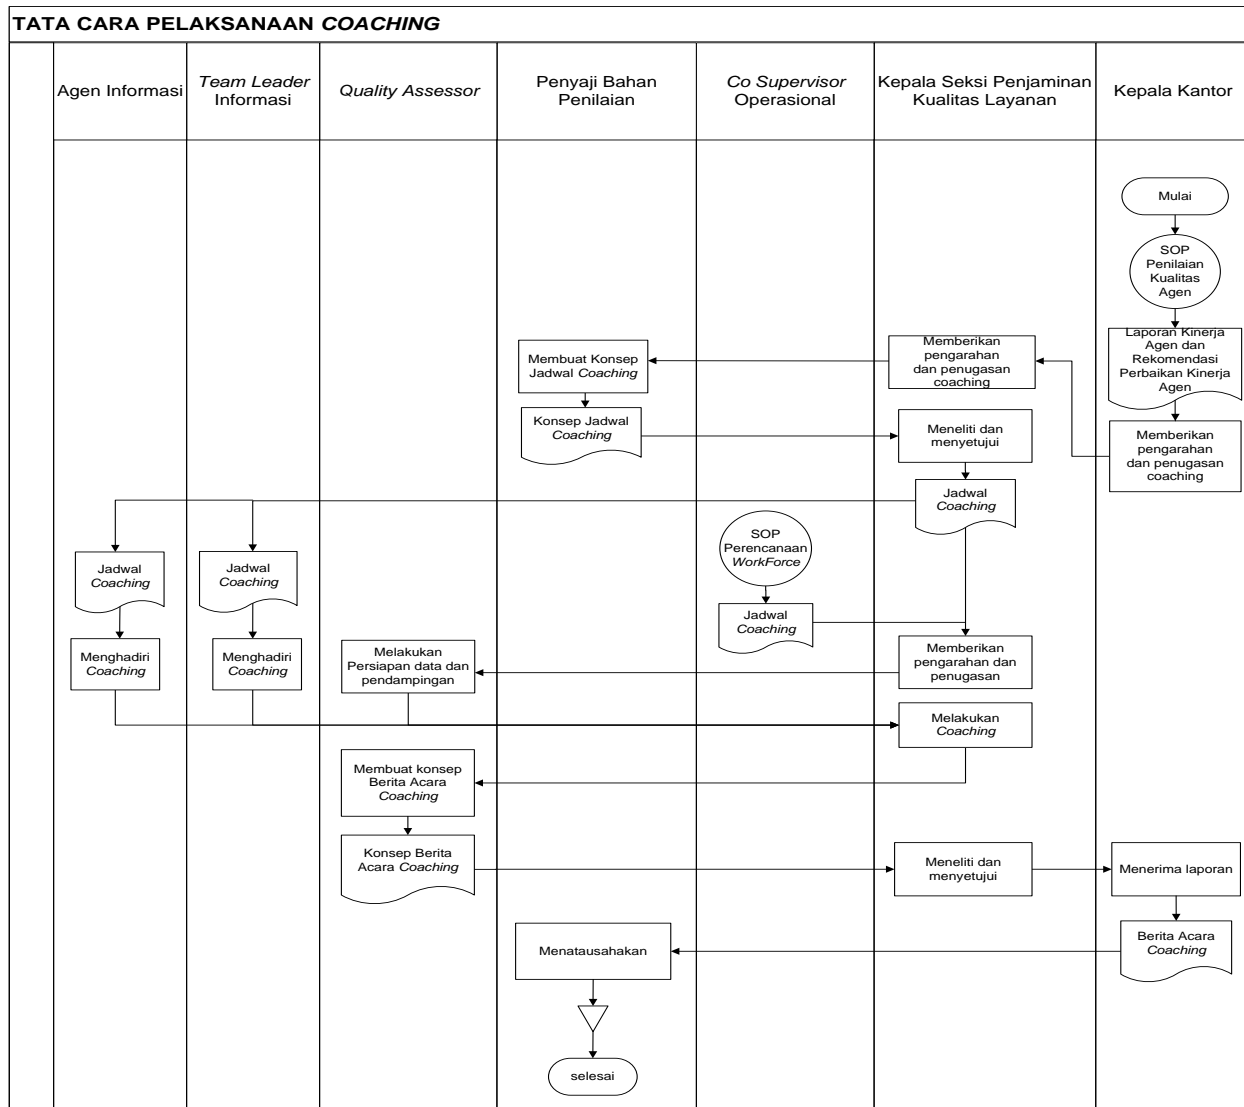 TATA CARA PELAKSANAAN COACHING
Agen Informasi
Team Leader
Informasi
Quality Assessor
Penyaji Bahan
Penilaian
Co Supervisor
Operasional
Kepala Seksi Penjaminan
Kualitas Layanan
Kepala Kantor
Mulai
SOP
Penilaian
Kualitas
Agen
Laporan Kinerja
Agen dan
Rekomendasi
Perbaikan Kinerja
Agen
Memberikan
pengarahan
dan penugasan
coaching
Memberikan
pengarahan
dan penugasan
coaching
Membuat Konsep
Jadwal Coaching
Konsep Jadwal
Coaching
Meneliti dan
menyetujui
Jadwal
Coaching
Jadwal
Coaching
Jadwal
Coaching
SOP
Perencanaan
WorkForce
Jadwal
Coaching
Menghadiri
Coaching
Menghadiri
Coaching
Melakukan
Persiapan data dan
pendampingan
Memberikan
pengarahan dan
penugasan
Melakukan
Coaching
Membuat konsep
Berita Acara
Coaching
Konsep Berita
Acara Coaching
Meneliti dan
menyetujui
Menerima laporan
Berita Acara
Coaching
Menatausahakan
selesai